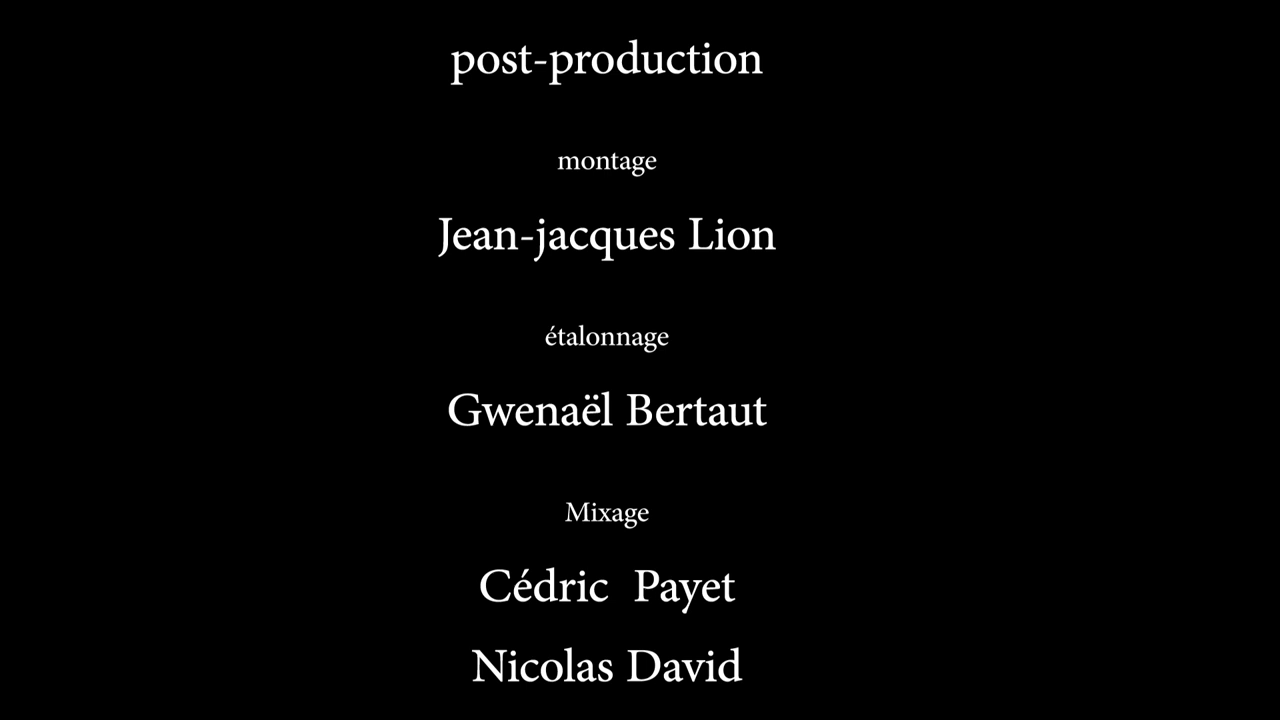 post-production
montage
Jean-jacques Lion
étalonnage
Gwenaël Bertaut
Mixage
Cédric  Payet
Nicolas David